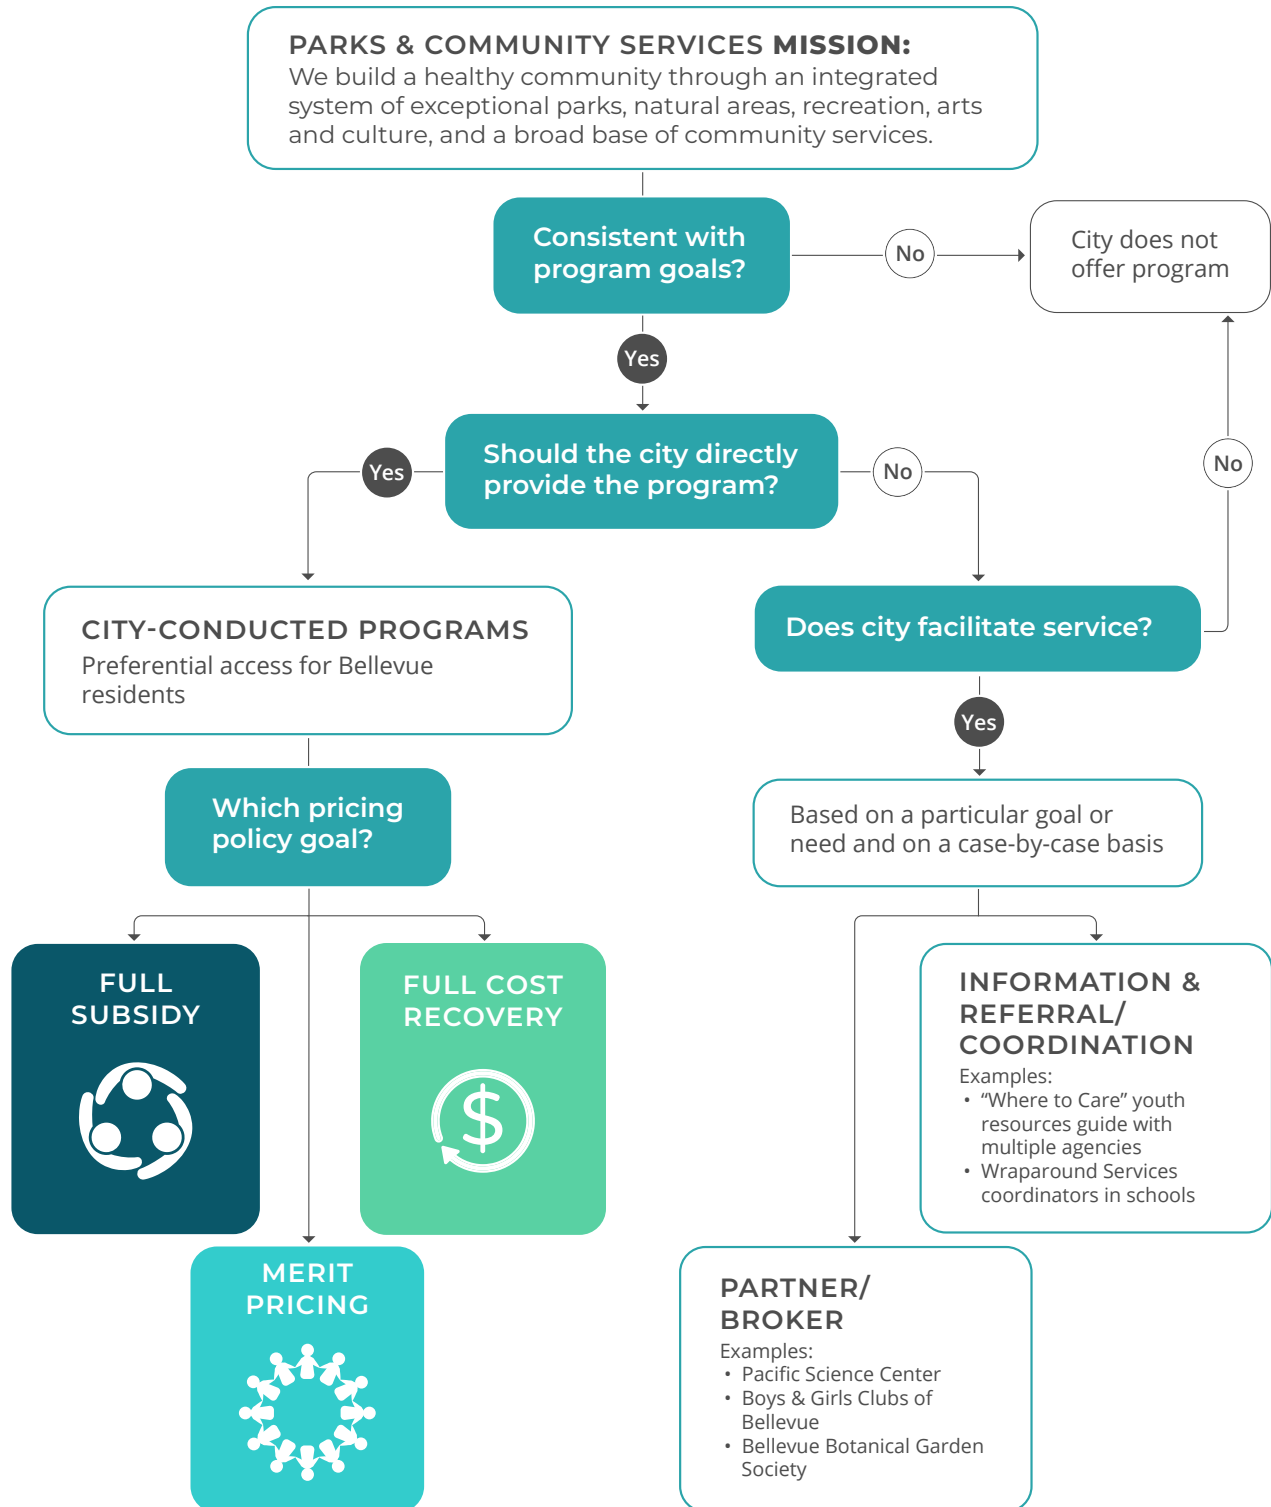 PARKS & COMMUNITY SERVICES MISSION:
We build a healthy community through an integrated
system of exceptional parks, natural areas, recreation, arts
and culture, and a broad base of community services.
Consistent with
program goals?
No
City does not
offer program
Yes
Should the city directly
provide the program?
Yes
No
No
CITY-CONDUCTED PROGRAMS
Preferential access for Bellevue
residents
Does city facilitate service?
Yes
Which pricing
policy goal?
Based on a particular goal or
need and on a case-by-case basis
FULL
SUBSIDY
FULL COST
RECOVERY
$
MERIT
PRICING
INFORMATION &
REFERRAL/
COORDINATION
Examples:
• “Where to Care” youth
resources guide with
multiple agencies
• Wraparound Services
coordinators in schools
PARTNER/
BROKER
Examples:
• Pacific Science Center
• Boys & Girls Clubs of
Bellevue
• Bellevue Botanical Garden
Society